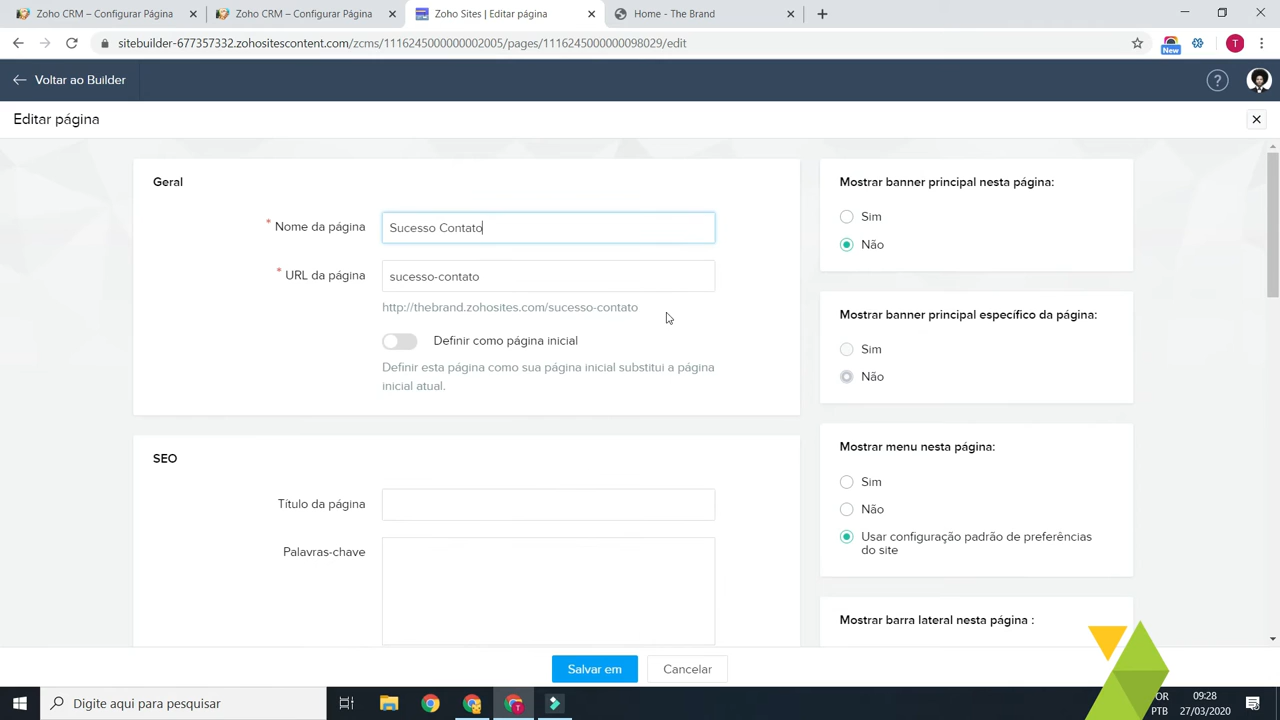 Zoho CRM – Configurar Página
Zoho CRM – Configurar Página
Zoho Sites | Editar página
Home - The Brand
sitebuilder-677357332.zohositescontent.com/zcms/1116245000000002005/pages/1116245000000098029/edit
New
T
Voltar ao Builder
?
Editar página
Geral
* Nome da página
Sucesso Contato
* URL da página
sucesso-contato
http://thebrand.zohosites.com/sucesso-contato
Definir como página inicial
Definir esta página como sua página inicial substitui a página
inicial atual.
SEO
Título da página
Palavras-chave
Mostrar banner principal nesta página:
Sim
Não
Mostrar banner principal específico da página:
Sim
Não
Mostrar menu nesta página:
Sim
Não
Usar configuração padrão de preferências
do site
Mostrar barra lateral nesta página :
Salvar em
Cancelar
Digite aqui para pesquisar
T
PTB
09:28
27/03/2020